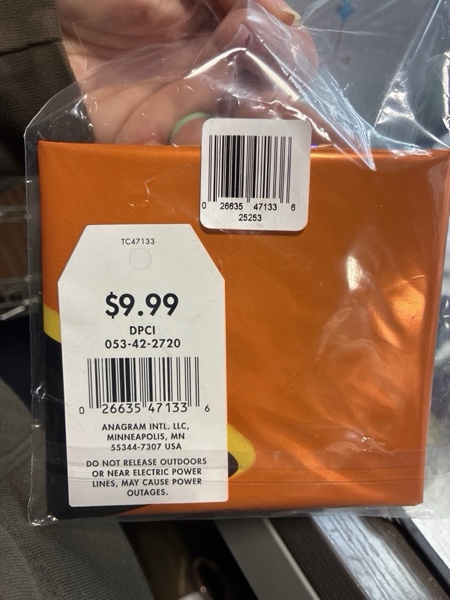 0 26635 47133 6
25253
TC47133
$9.99
DPCI
053-42-2720
0 26635 47133 6
ANAGRAM INTL. LLC,
MINNEAPOLIS, MN
55344-7307 USA
DO NOT RELEASE OUTDOORS
OR NEAR ELECTRIC POWER
LINES, MAY CAUSE POWER
OUTAGES.